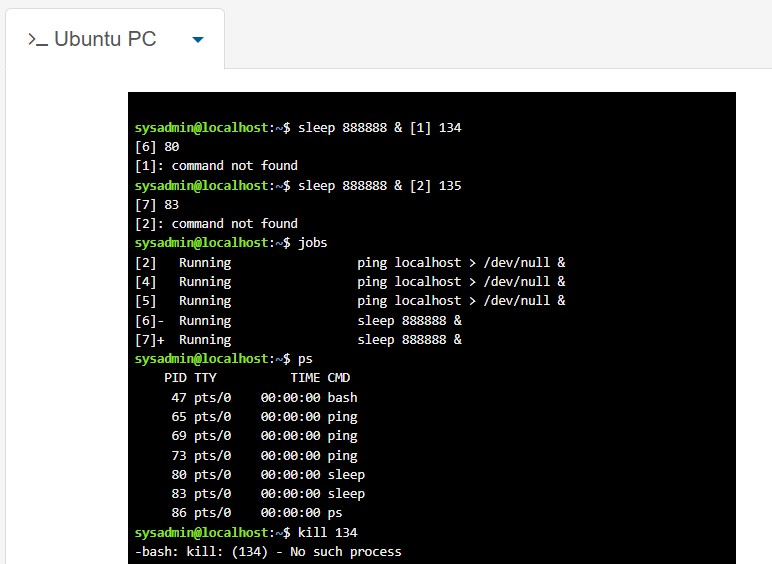 >_ Ubuntu PC
sysadmin@localhost:~$ sleep 888888 & [1] 134
[6] 80
[1]: command not found
sysadmin@localhost:~$ sleep 888888 & [2] 135
[7] 83
[2]: command not found
sysadmin@localhost:~$ jobs
[2]   Running                 ping localhost > /dev/null &
[4]   Running                 ping localhost > /dev/null &
[5]   Running                 ping localhost > /dev/null &
[6]-  Running                 sleep 888888 &
[7]+  Running                 sleep 888888 &
sysadmin@localhost:~$ ps
    PID TTY          TIME CMD
     47 pts/0    00:00:00 bash
     65 pts/0    00:00:00 ping
     69 pts/0    00:00:00 ping
     73 pts/0    00:00:00 ping
     80 pts/0    00:00:00 sleep
     83 pts/0    00:00:00 sleep
     86 pts/0    00:00:00 ps
sysadmin@localhost:~$ kill 134
-bash: kill: (134) - No such process